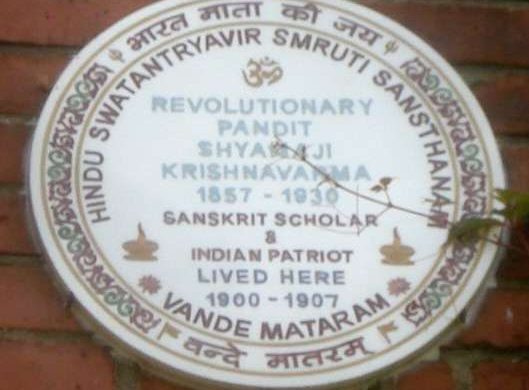 भारत माता की जय
HINDU SWATANTRYAVIR SMRUTI SANSTHANAM
ॐ
REVOLUTIONARY
PANDIT
SHYAMAJI
KRISHNAVARMA
1857 - 1930
SANSKRIT SCHOLAR
&
INDIAN PATRIOT
LIVED HERE
1900 - 1907
VANDE MATARAM
वन्दे मातरम्